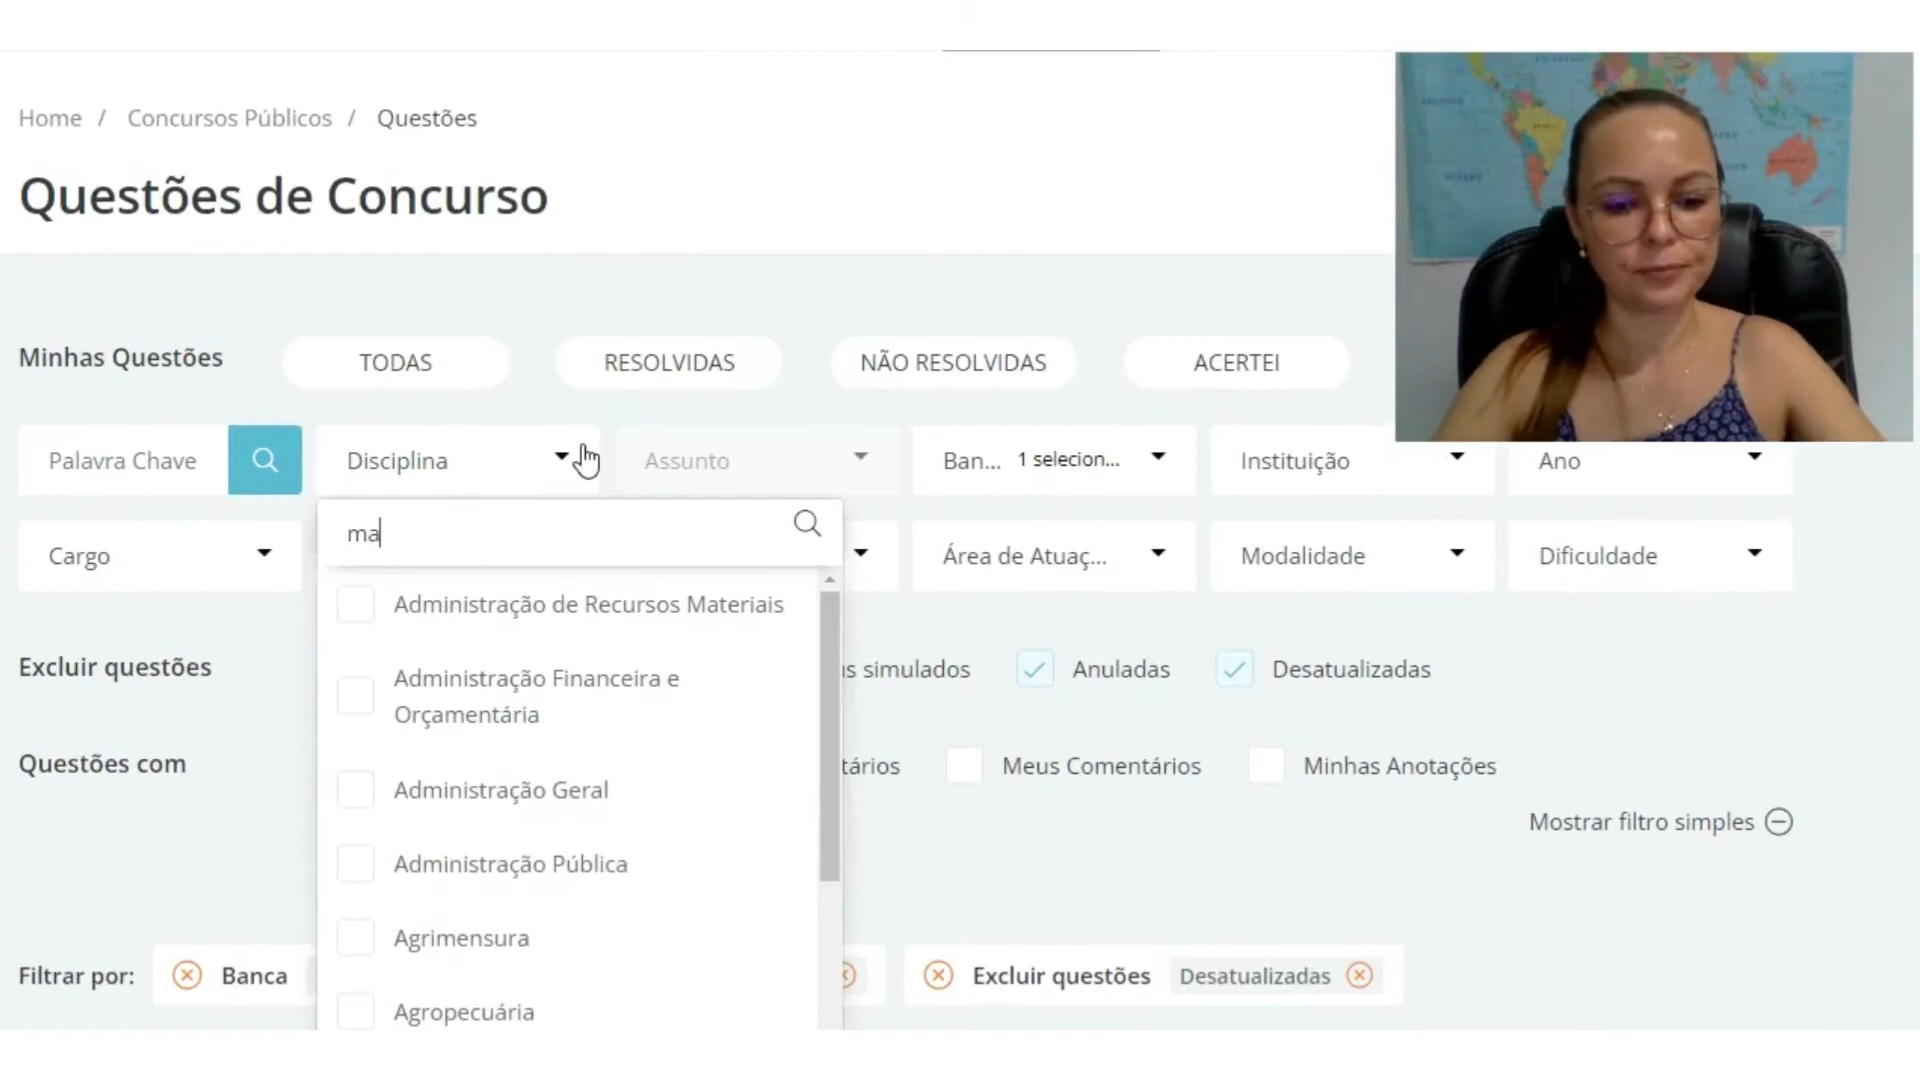 Home / Concursos Públicos / Questões
Questões de Concurso
Minhas Questões
TODAS
RESOLVIDAS
NÃO RESOLVIDAS
ACERTEI
Palavra Chave
Disciplina
Assunto
Ban... 1 selecion...
Instituição
Ano
Cargo
ma
Área de Atuaç...
Modalidade
Dificuldade
Administração de Recursos Materiais
Administração Financeira e
Orçamentária
Administração Geral
Administração Pública
Agrimensura
Agropecuária
Excluir questões
s simulados
Anuladas
Desatualizadas
Questões com
tários
Meus Comentários
Minhas Anotações
Mostrar filtro simples
Filtrar por:
Banca
Excluir questões
Desatualizadas